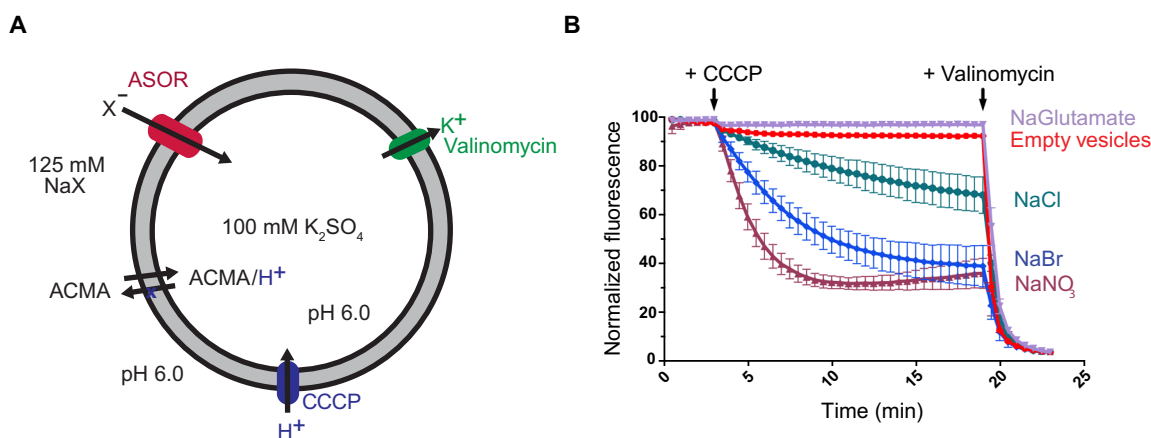 A
ASOR
X⁻
K⁺
Valinomycin
125 mM
NaX
100 mM K₂SO₄
ACMA
ACMA/H⁺
x
pH 6.0
pH 6.0
CCCP
H⁺
B
+ CCCP
+ Valinomycin
Normalized fluorescence
100
80
60
40
20
0
0
5
10
15
20
25
Time (min)
NaGlutamate
Empty vesicles
NaCl
NaBr
NaNO₃